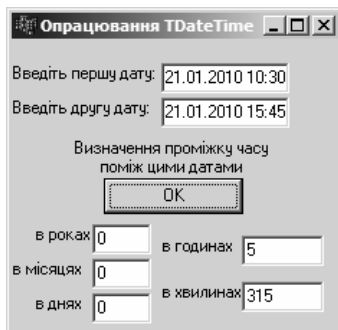 Опрацювання TDateTime
Введіть першу дату: 21.01.2010 10:30
Введіть другу дату: 21.01.2010 15:45
Визначення проміжку часу
поміж цими датами
OK
в роках 0
в годинах 5
в місяцях 0
в хвилинах 315
в днях 0